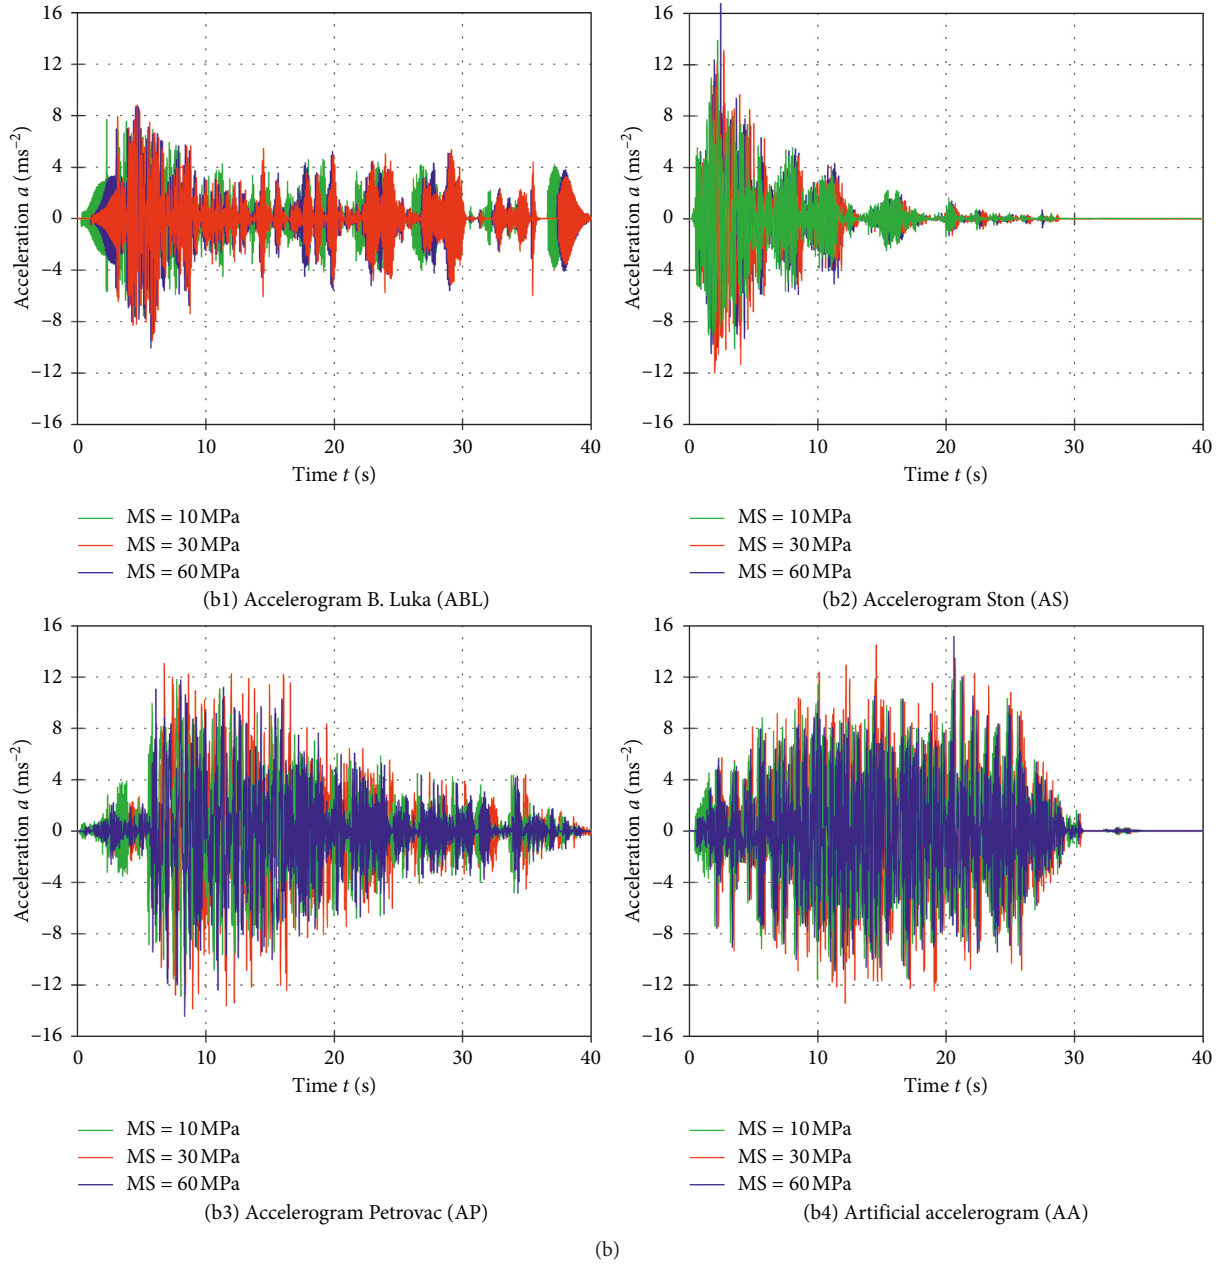 16
12
8
4
0
−4
−8
−12
−16
Acceleration a (ms−2)
0 10 20 30 40
Time t (s)
MS = 10 MPa
MS = 30 MPa
MS = 60 MPa
(b1) Accelerogram B. Luka (ABL)
16
12
8
4
0
−4
−8
−12
−16
Acceleration a (ms−2)
0 10 20 30 40
Time t (s)
MS = 10 MPa
MS = 30 MPa
MS = 60 MPa
(b2) Accelerogram Ston (AS)
16
12
8
4
0
−4
−8
−12
−16
Acceleration a (ms−2)
0 10 20 30 40
Time t (s)
MS = 10 MPa
MS = 30 MPa
MS = 60 MPa
(b3) Accelerogram Petrovac (AP)
16
12
8
4
0
−4
−8
−12
−16
Acceleration a (ms−2)
0 10 20 30 40
Time t (s)
MS = 10 MPa
MS = 30 MPa
MS = 60 MPa
(b4) Artificial accelerogram (AA)
(b)